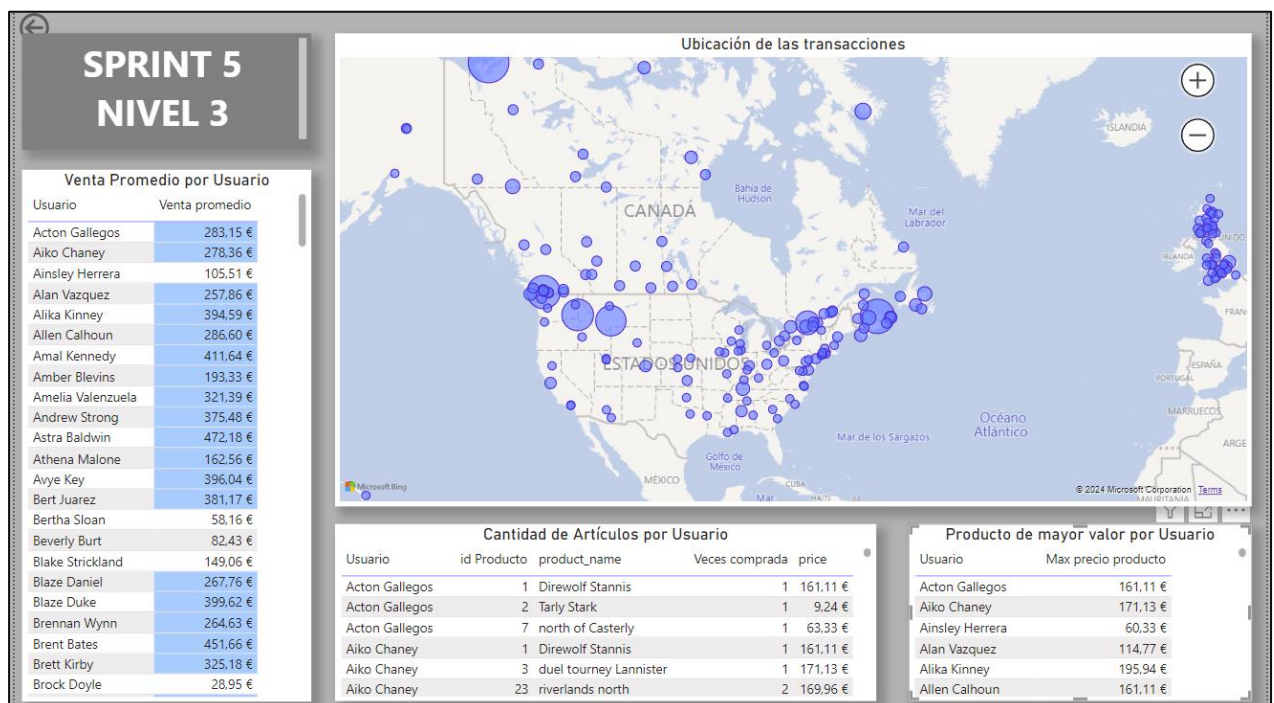 SPRINT 5
NIVEL 3
Venta Promedio por Usuario
Usuario Venta promedio
Acton Gallegos 283,15 €
Aiko Chaney 278,36 €
Ainsley Herrera 105,51 €
Alan Vazquez 257,86 €
Alika Kinney 394,59 €
Allen Calhoun 286,60 €
Amal Kennedy 411,64 €
Amber Blevins 193,33 €
Amelia Valenzuela 321,39 €
Andrew Strong 375,48 €
Astra Baldwin 472,18 €
Athena Malone 162,56 €
Avye Key 396,04 €
Bert Juarez 381,17 €
Bertha Sloan 58,16 €
Beverly Burt 82,43 €
Blake Strickland 149,06 €
Blaze Daniel 267,76 €
Blaze Duke 399,62 €
Brennan Wynn 264,63 €
Brent Bates 451,66 €
Brett Kirby 325,18 €
Brock Doyle 28,95 €
Ubicación de las transacciones
ISLANDIA
Bahía de
Hudson
CANADÁ
Mar del
Labrador
UNIDO
IRLANDA
FRAN
ESTADOS UNIDOS
ESPAÑA
PORTUGAL
MARRUECOS
Océano
Atlántico
Mar de los Sargazos
ARGE
Golfo de
México
MÉXICO
CUBA
HAITÍ
Mar
Microsoft Bing
© 2024 Microsoft Corporation Terms
MAURITANIA
Cantidad de Artículos por Usuario
Usuario id Producto product_name Veces comprada price
Acton Gallegos 1 Direwolf Stannis 1 161,11 €
Acton Gallegos 2 Tarly Stark 1 9,24 €
Acton Gallegos 7 north of Casterly 1 63,33 €
Aiko Chaney 1 Direwolf Stannis 1 161,11 €
Aiko Chaney 3 duel tourney Lannister 1 171,13 €
Aiko Chaney 23 riverlands north 2 169,96 €
Producto de mayor valor por Usuario
Usuario Max precio producto
Acton Gallegos 161,11 €
Aiko Chaney 171,13 €
Ainsley Herrera 60,33 €
Alan Vazquez 114,77 €
Alika Kinney 195,94 €
Allen Calhoun 161,11 €